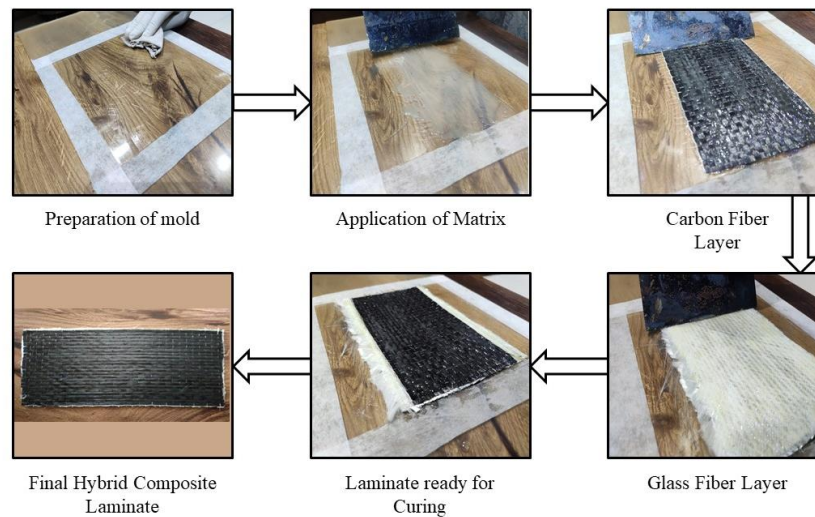 Preparation of mold
Application of Matrix
Carbon Fiber
Layer
Final Hybrid Composite
Laminate
Laminate ready for
Curing
Glass Fiber Layer